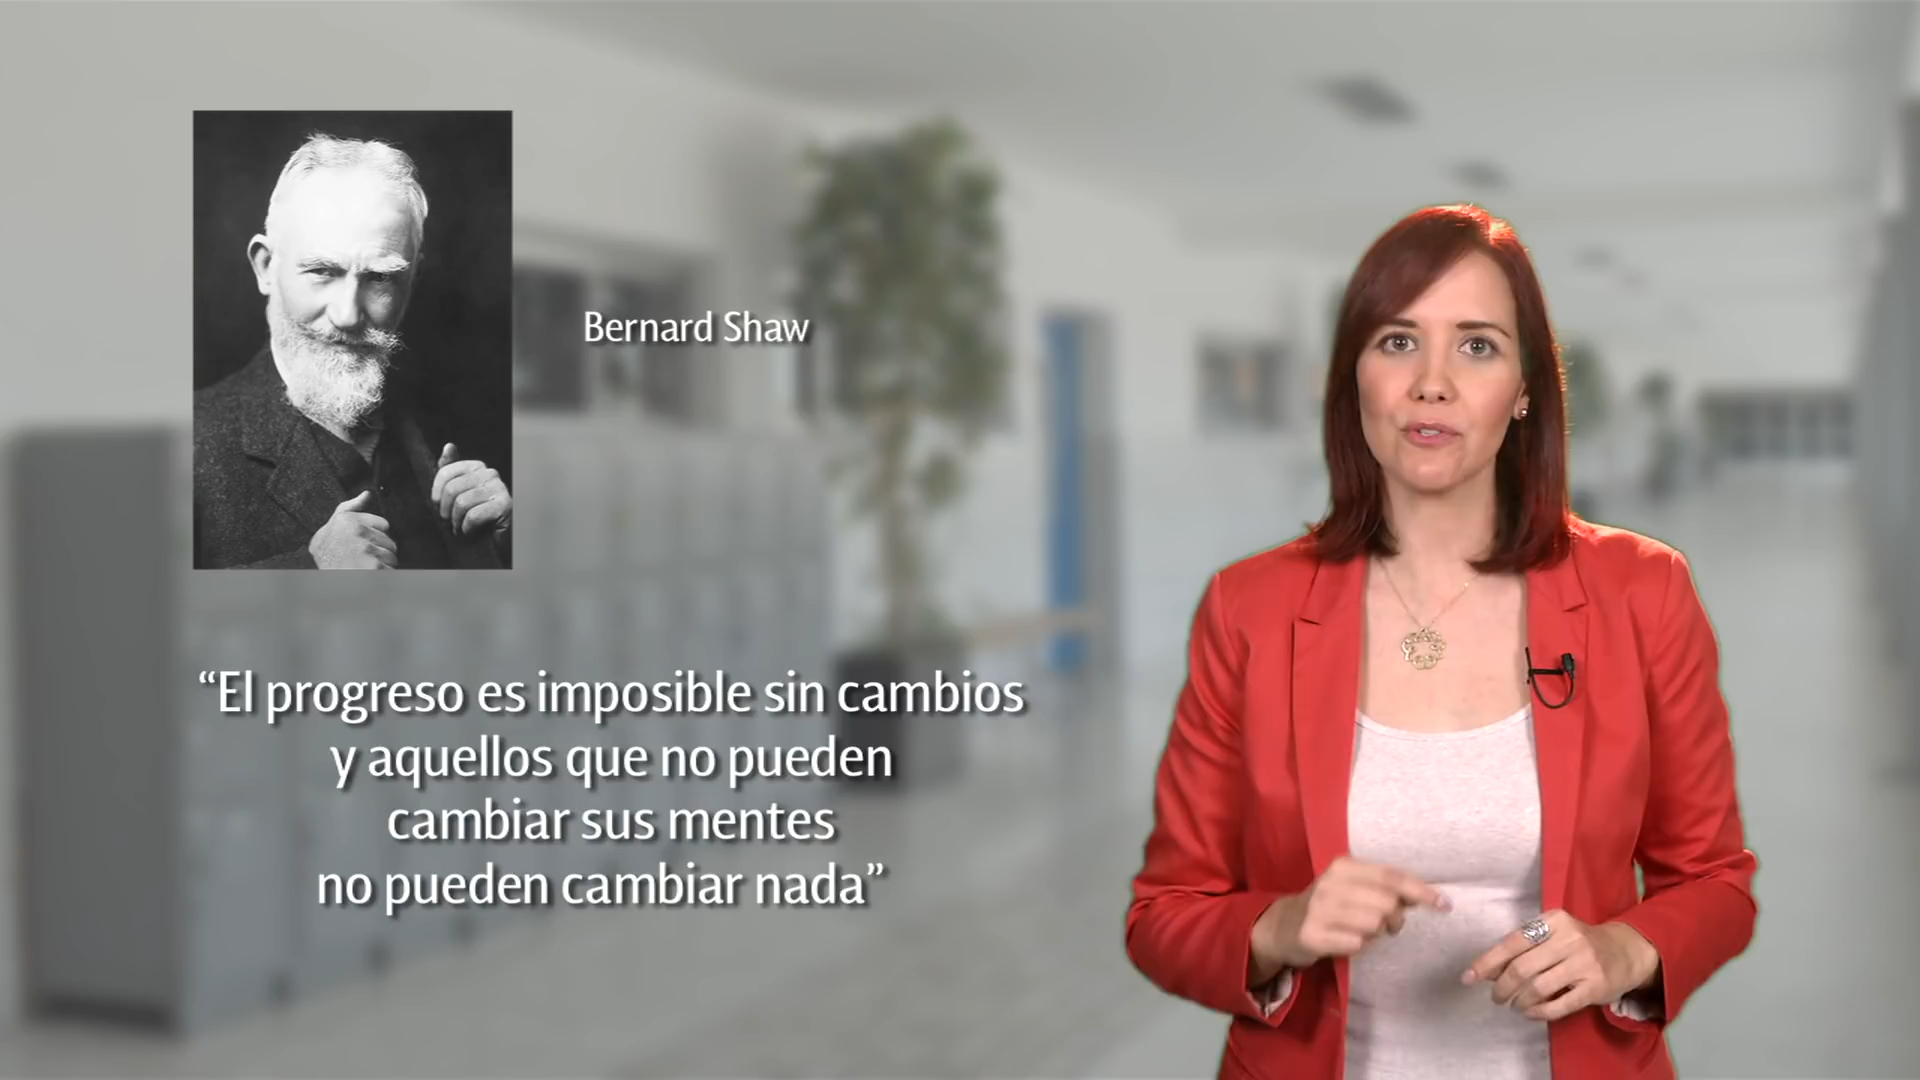 Bernard Shaw
“El progreso es imposible sin cambios
y aquellos que no pueden
cambiar sus mentes
no pueden cambiar nada”